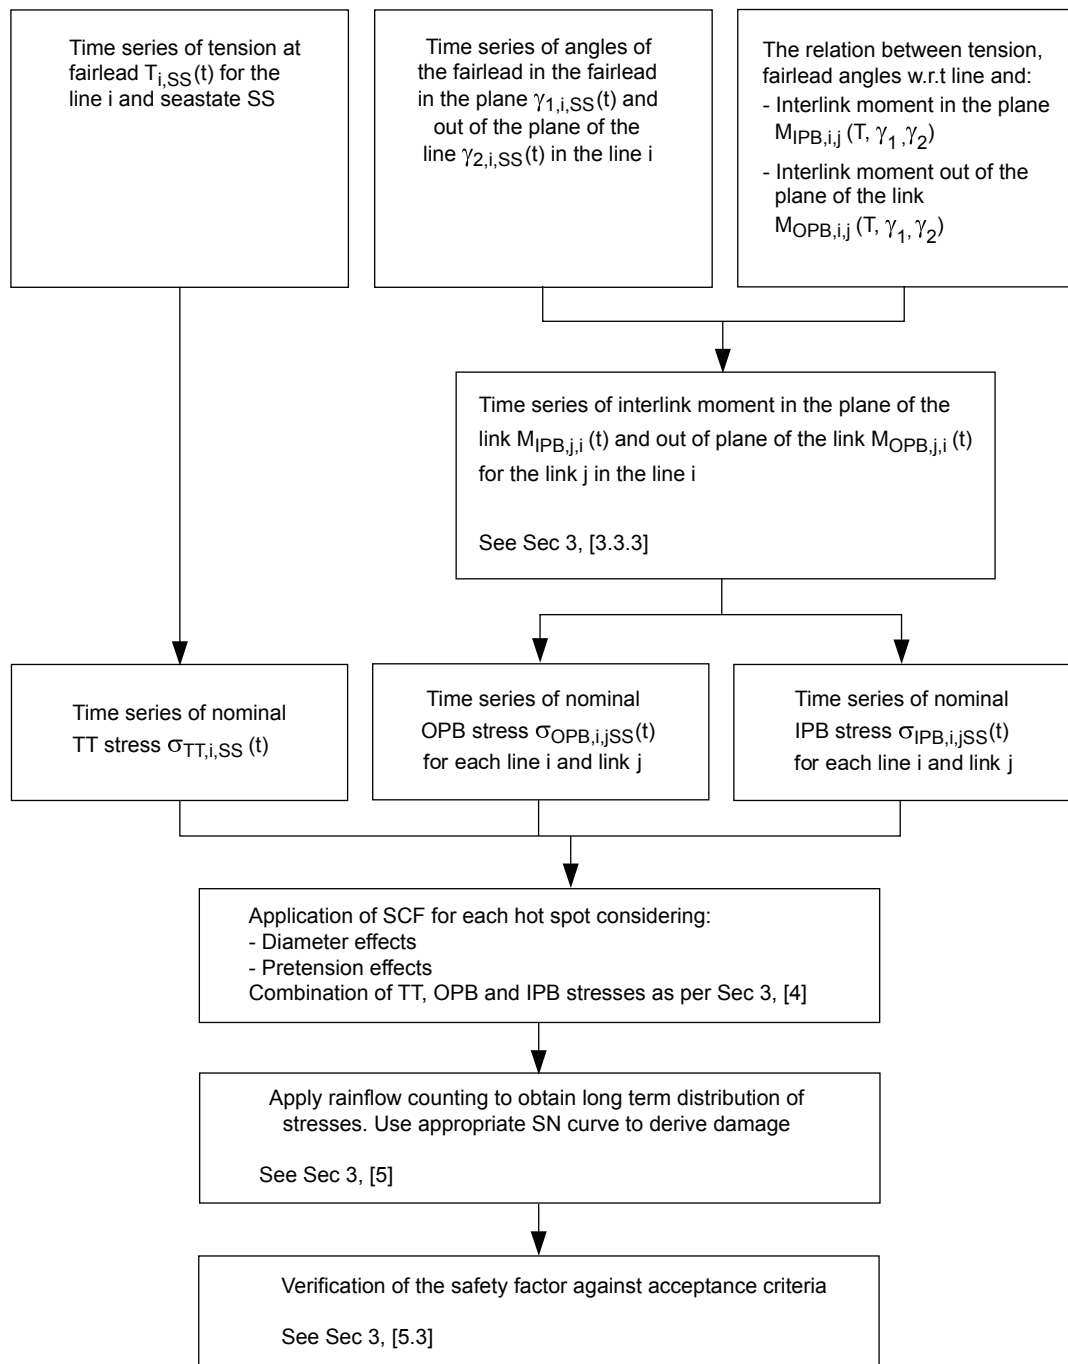 Time series of tension at
fairlead T_i,SS(t) for the
line i and seastate SS
Time series of angles of
the fairlead in the fairlead
in the plane γ_1,i,SS(t) and
out of the plane of the
line γ_2,i,SS(t) in the line i
The relation between tension,
fairlead angles w.r.t line and:
- Interlink moment in the plane
M_IPB,i,j (T, γ_1 ,γ_2)
- Interlink moment out of the
plane of the link
M_OPB,i,j (T, γ_1, γ_2)
Time series of interlink moment in the plane of the
link M_IPB,j,i (t) and out of plane of the link M_OPB,j,i (t)
for the link j in the line i
See Sec 3, [3.3.3]
Time series of nominal
TT stress σ_TT,i,SS (t)
Time series of nominal
OPB stress σ_OPB,i,jSS(t)
for each line i and link j
Time series of nominal
IPB stress σ_IPB,i,jSS(t)
for each line i and link j
Application of SCF for each hot spot considering:
- Diameter effects
- Pretension effects
Combination of TT, OPB and IPB stresses as per Sec 3, [4]
Apply rainflow counting to obtain long term distribution of
stresses. Use appropriate SN curve to derive damage
See Sec 3, [5]
Verification of the safety factor against acceptance criteria
See Sec 3, [5.3]